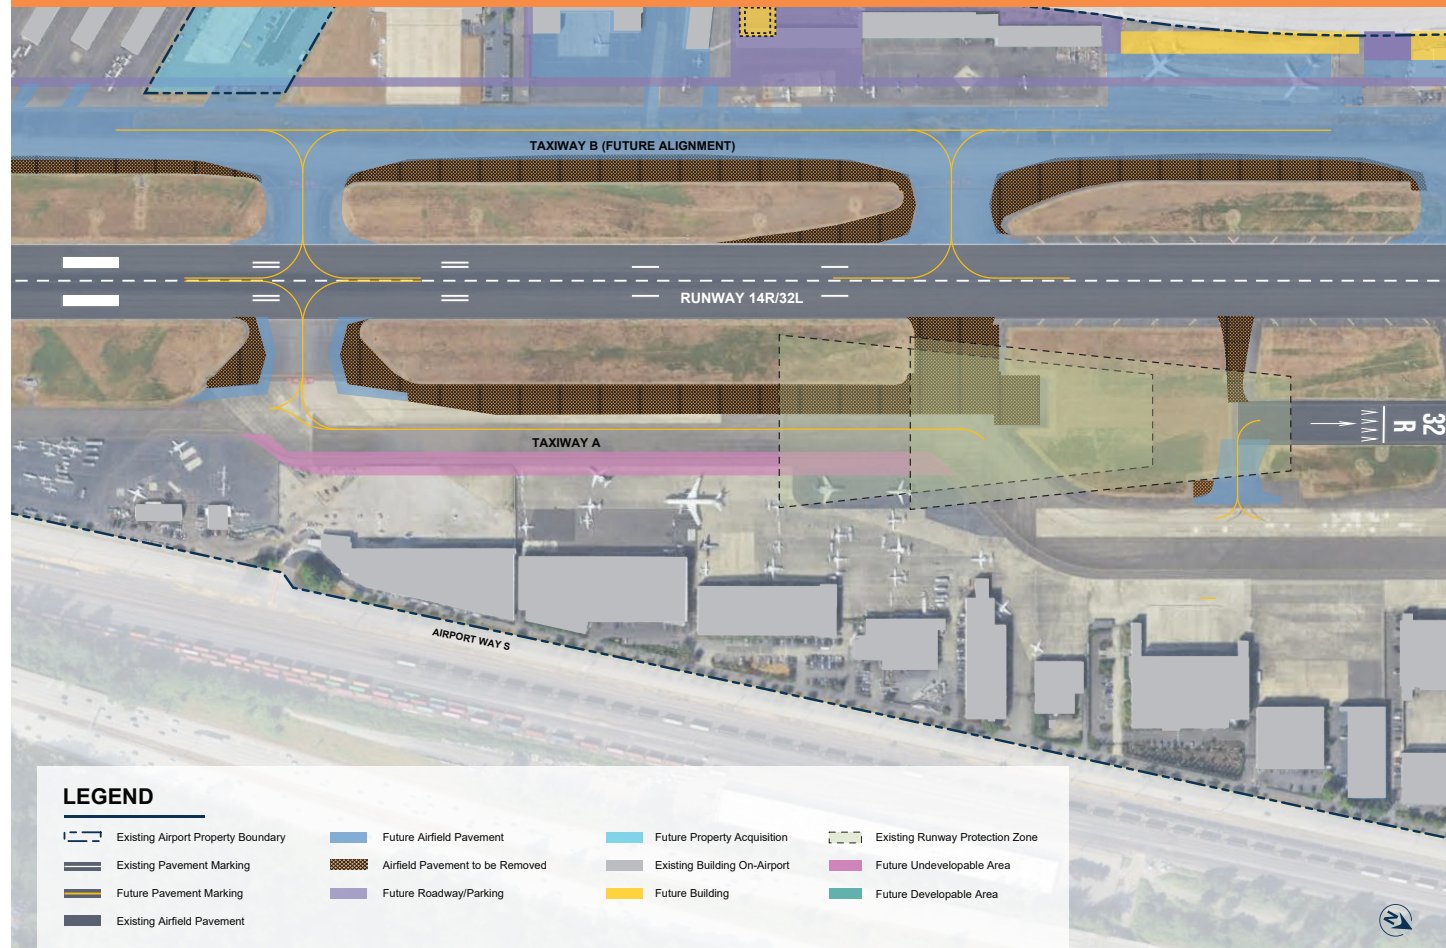 TAXIWAY B (FUTURE ALIGNMENT)
RUNWAY 14R/32L
32
R
TAXIWAY A
AIRPORT WAY S
LEGEND
Existing Airport Property Boundary
Existing Pavement Marking
Future Pavement Marking
Existing Airfield Pavement
Future Airfield Pavement
Airfield Pavement to be Removed
Future Roadway/Parking
Future Property Acquisition
Existing Building On-Airport
Future Building
Existing Runway Protection Zone
Future Undevelopable Area
Future Developable Area
N